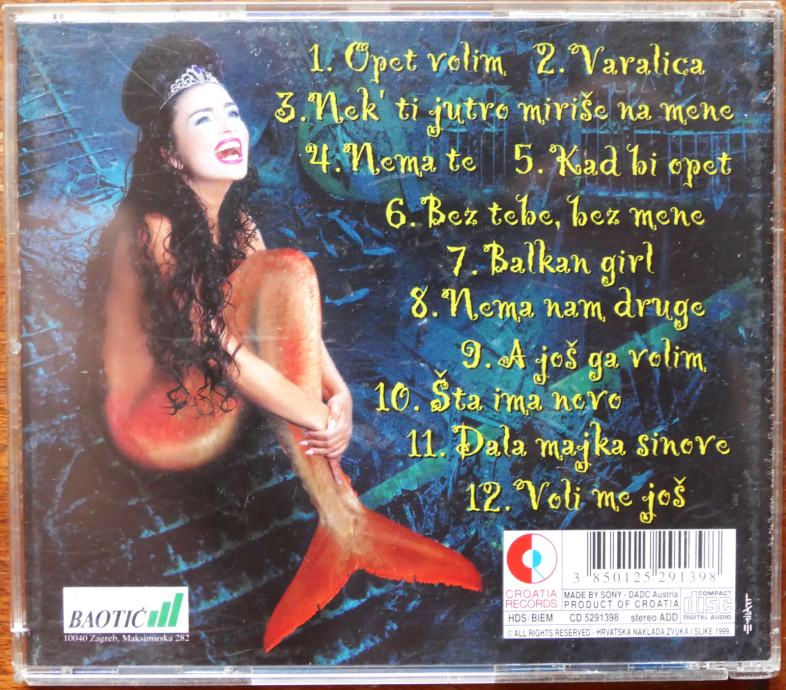 1. Opet volim 2. Varalica
3. Nek' ti jutro miriše na mene
4. Nema te 5. Kad bi opet
6. Bez tebe, bez mene
7. Balkan girl
8. Nema nam druge
9. A još ga volim
10. Šta ima novo
11. Dala majka sinove
12. Voli me još
BAOTIĆ
10040 Zagreb, Maksimirska 282
CROATIA
RECORDS
HDS/BIEM
3 850125 291398
MADE BY SONY - DADC Austria
PRODUCT OF CROATIA
CD 5291398 stereo ADD
COMPACT
disc
DIGITAL AUDIO
© ALL RIGHTS RESERVED - HRVATSKA NAKLADA ZVUKA I SLIKE 1999.